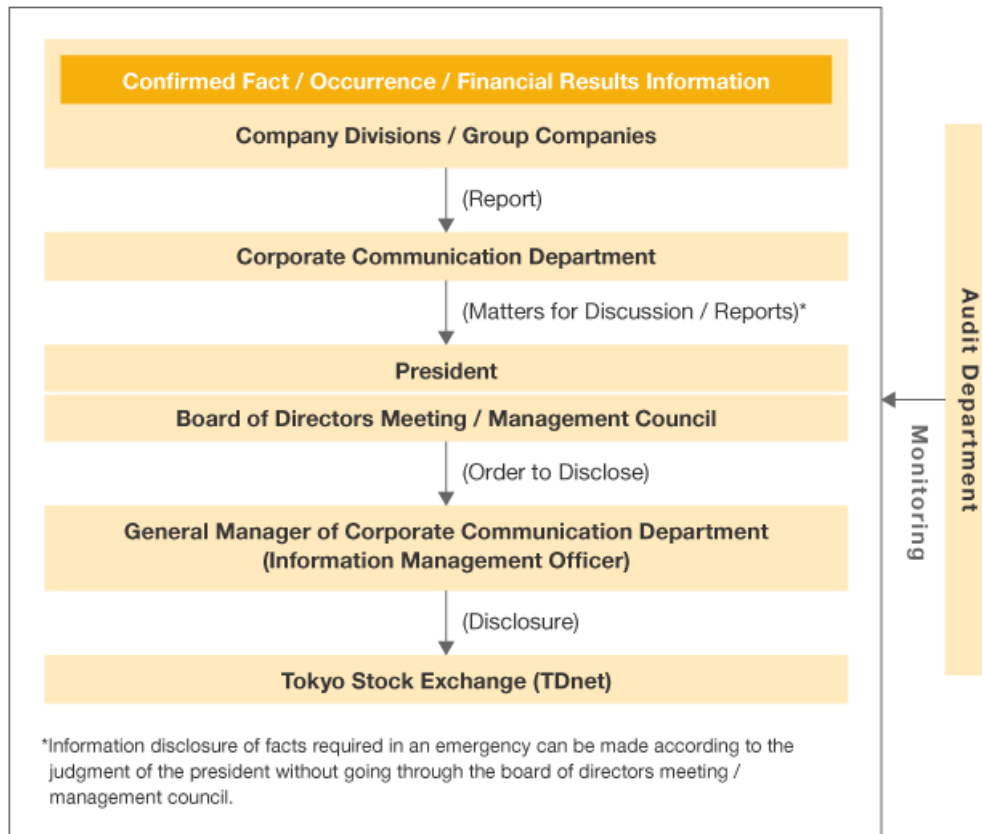 Confirmed Fact / Occurrence / Financial Results Information
Company Divisions / Group Companies
(Report)
Corporate Communication Department
(Matters for Discussion / Reports)*
President
Board of Directors Meeting / Management Council
(Order to Disclose)
General Manager of Corporate Communication Department
(Information Management Officer)
(Disclosure)
Tokyo Stock Exchange (TDnet)
*Information disclosure of facts required in an emergency can be made according to the
judgment of the president without going through the board of directors meeting /
management council.
Monitoring
Audit Department